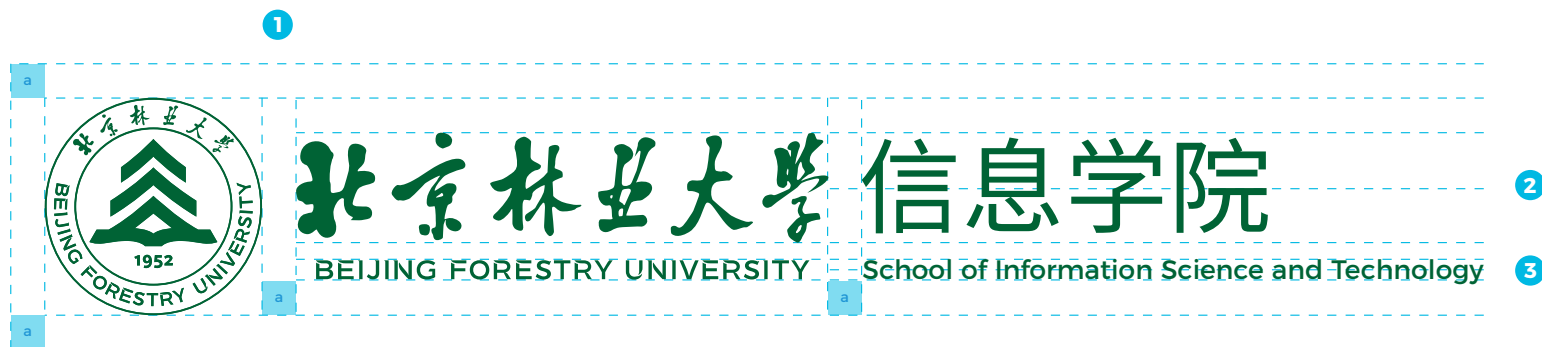 1
a
北京林业大学
BEIJING FORESTRY UNIVERSITY
1952
北京林业大学 信息学院
2
BEIJING FORESTRY UNIVERSITY School of Information Science and Technology
3
a
a
a